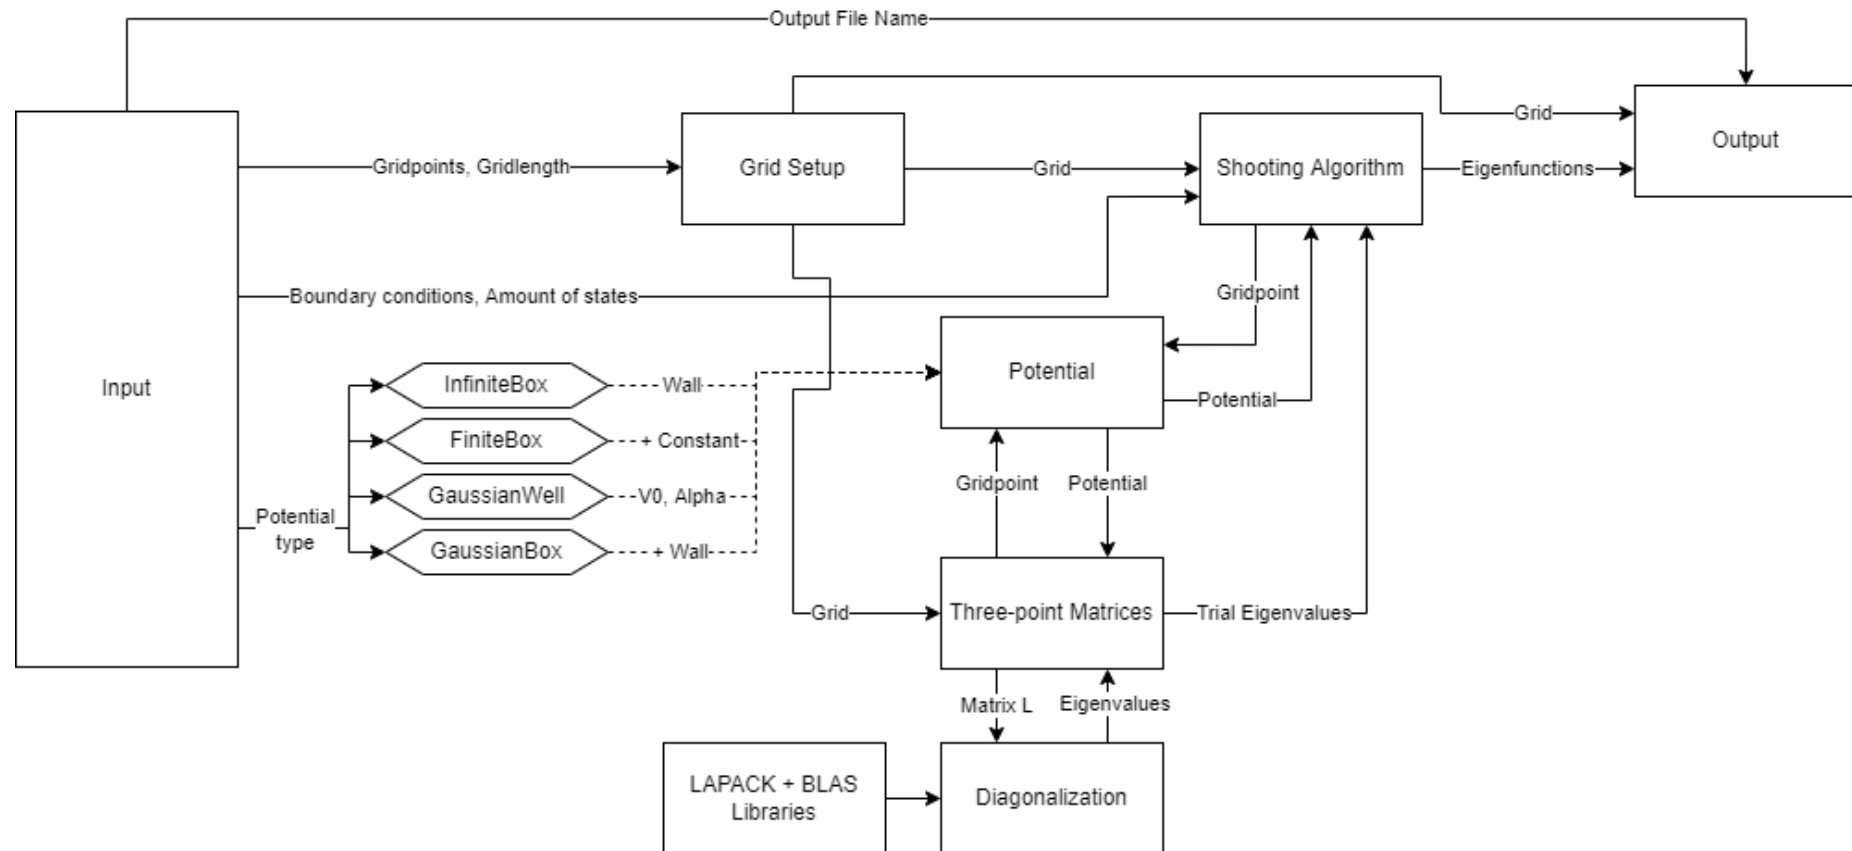 Output File Name
Grid
Output
Gridpoints, Gridlength
Grid Setup
Grid
Shooting Algorithm
Eigenfunctions
Boundary conditions, Amount of states
Gridpoint
Input
InfiniteBox
Wall
Potential
Potential
FiniteBox
+ Constant
GaussianWell
V0, Alpha
Gridpoint
Potential
Potential
type
GaussianBox
+ Wall
Grid
Three-point Matrices
Trial Eigenvalues
Matrix L
Eigenvalues
LAPACK + BLAS
Libraries
Diagonalization